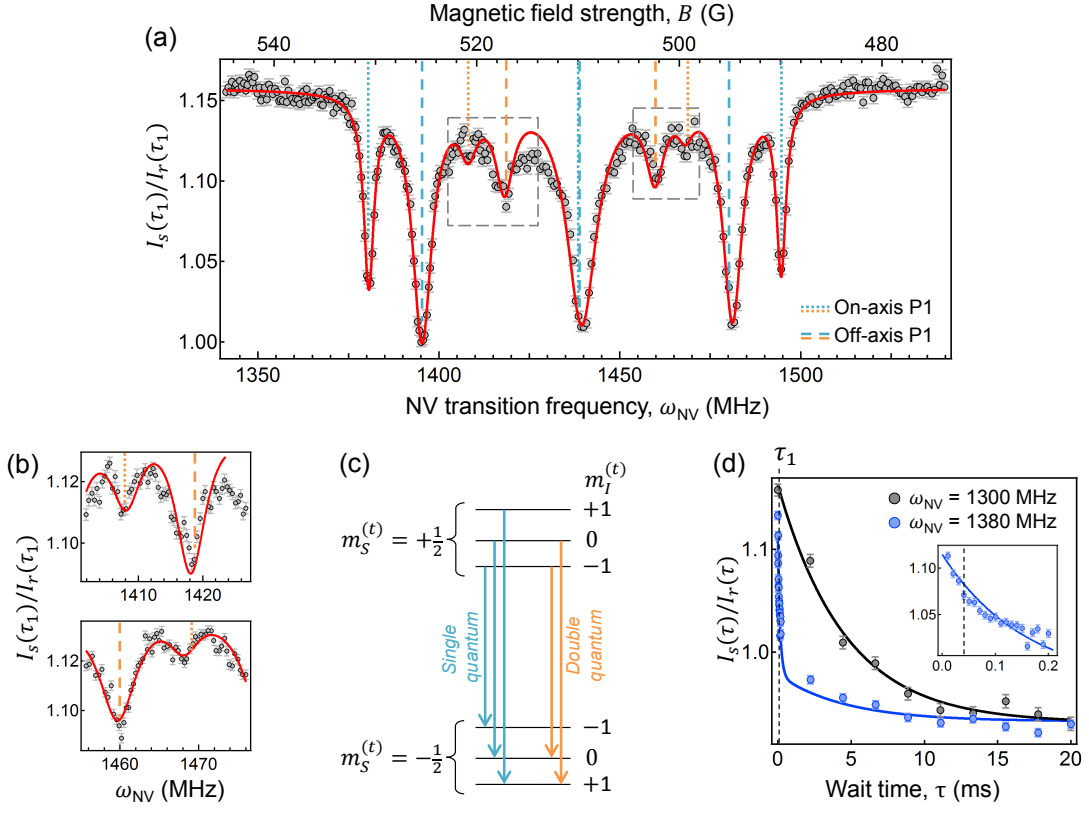 Magnetic field strength, B (G)
(a)
540 520 500 480
1.15
1.10
1.05
1.00
I_s(τ_1)/I_r(τ_1)
On-axis P1
Off-axis P1
1350 1400 1450 1500
NV transition frequency, ω_NV (MHz)
(b)
1.12
1.10
1410 1420
1.12
1.10
1460 1470
I_s(τ_1)/I_r(τ_1)
ω_NV (MHz)
(c)
m_I^(t)
+1
m_S^(t) = +1/2
0
−1
Single quantum
Double quantum
−1
m_S^(t) = −1/2
0
+1
(d)
τ_1
ω_NV = 1300 MHz
ω_NV = 1380 MHz
1.1
1.0
I_s(τ)/I_r(τ)
1.10
1.05
0.0 0.1 0.2
0 5 10 15 20
Wait time, τ (ms)